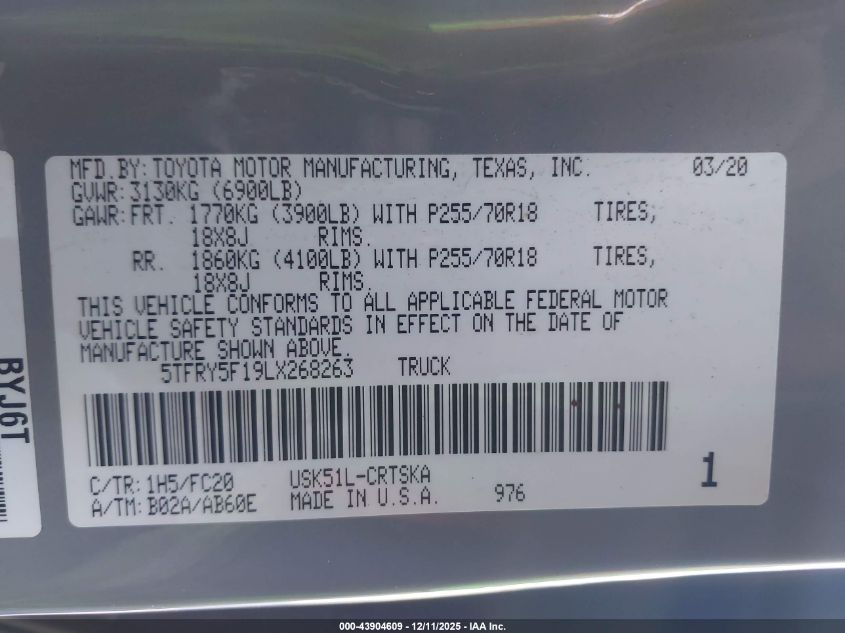 MFD.BY:TOYOTA MOTOR MANUFACTURING, TEXAS, INC. 03/20
GVWR:3130KG (6900LB)
GAWR:FRT. 1770KG (3900LB) WITH P255/70R18 TIRES,
18X8J RIMS.
RR. 1860KG (4100LB) WITH P255/70R18 TIRES,
18X8J RIMS.
THIS VEHICLE CONFORMS TO ALL APPLICABLE FEDERAL MOTOR
VEHICLE SAFETY STANDARDS IN EFFECT ON THE DATE OF
MANUFACTURE SHOWN ABOVE.
5TFRY5F19LX268263 TRUCK
C/TR:1H5/FC20 USK51L-CRTSKA
A/TM:B02A/AB60E MADE IN U.S.A. 976
1
BYJ6T
000-43904609 - 12/11/2025 - IAA Inc.